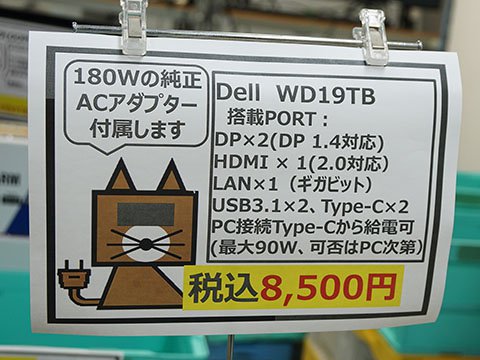 180Wの純正
ACアダプター
付属します
Dell WD19TB
搭載PORT：
DP×2(DP 1.4対応)
HDMI × 1(2.0対応)
LAN×1（ギガビット）
USB3.1×2、Type-C×2
PC接続Type-Cから給電可
(最大90W、可否はPC次第)
税込8,500円